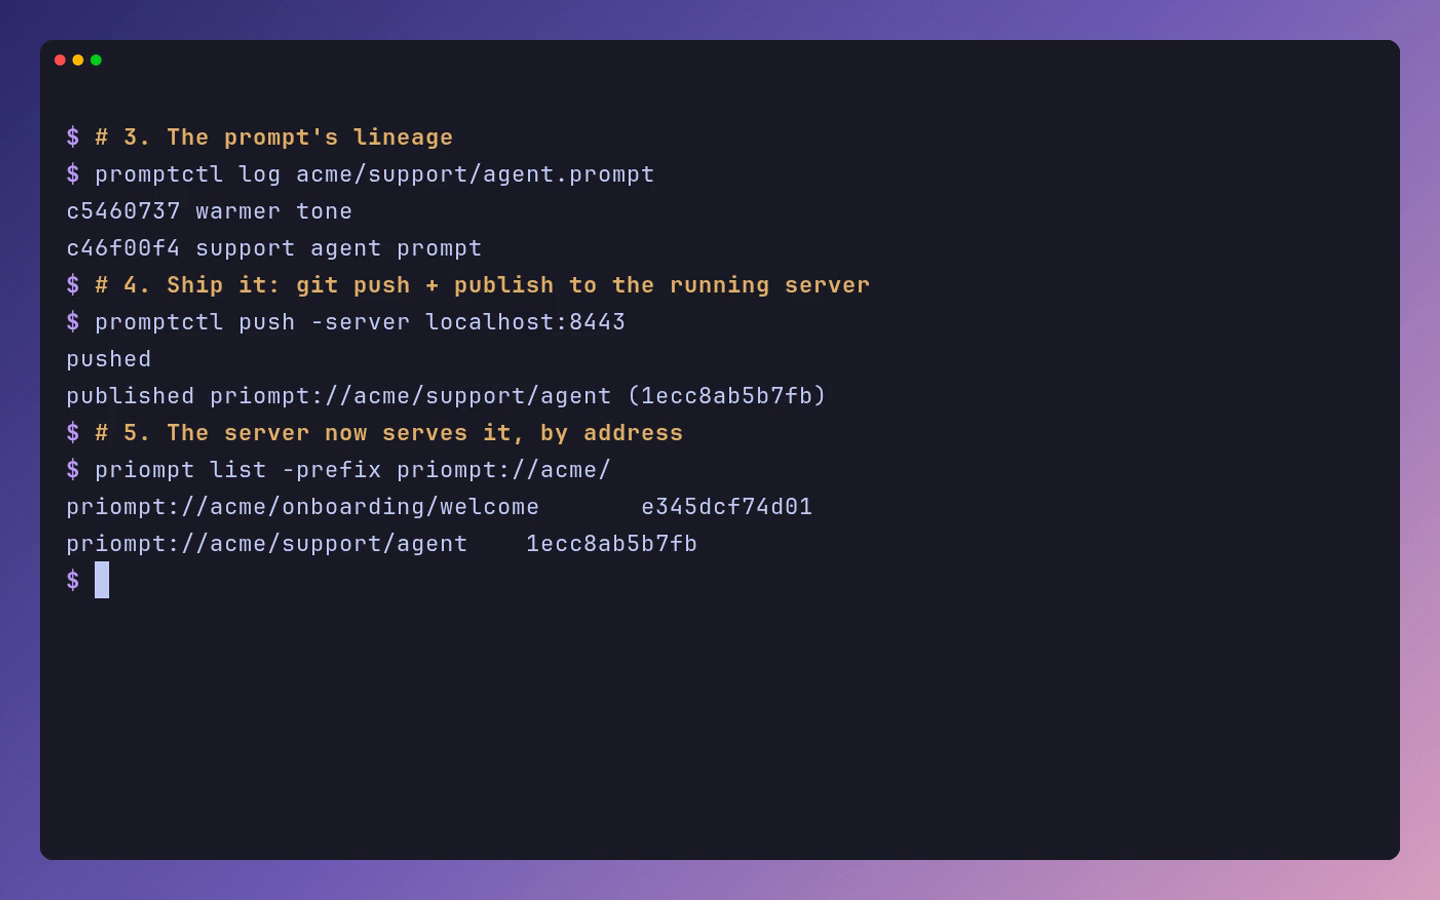 $ # 3. The prompt's lineage
$ promptctl log acme/support/agent.prompt
c5460737 warmer tone
c46f00f4 support agent prompt
$ # 4. Ship it: git push + publish to the running server
$ promptctl push -server localhost:8443
pushed
published priompt://acme/support/agent (1ecc8ab5b7fb)
$ # 5. The server now serves it, by address
$ priompt list -prefix priompt://acme/
priompt://acme/onboarding/welcome       e345dcf74d01
priompt://acme/support/agent    1ecc8ab5b7fb
$